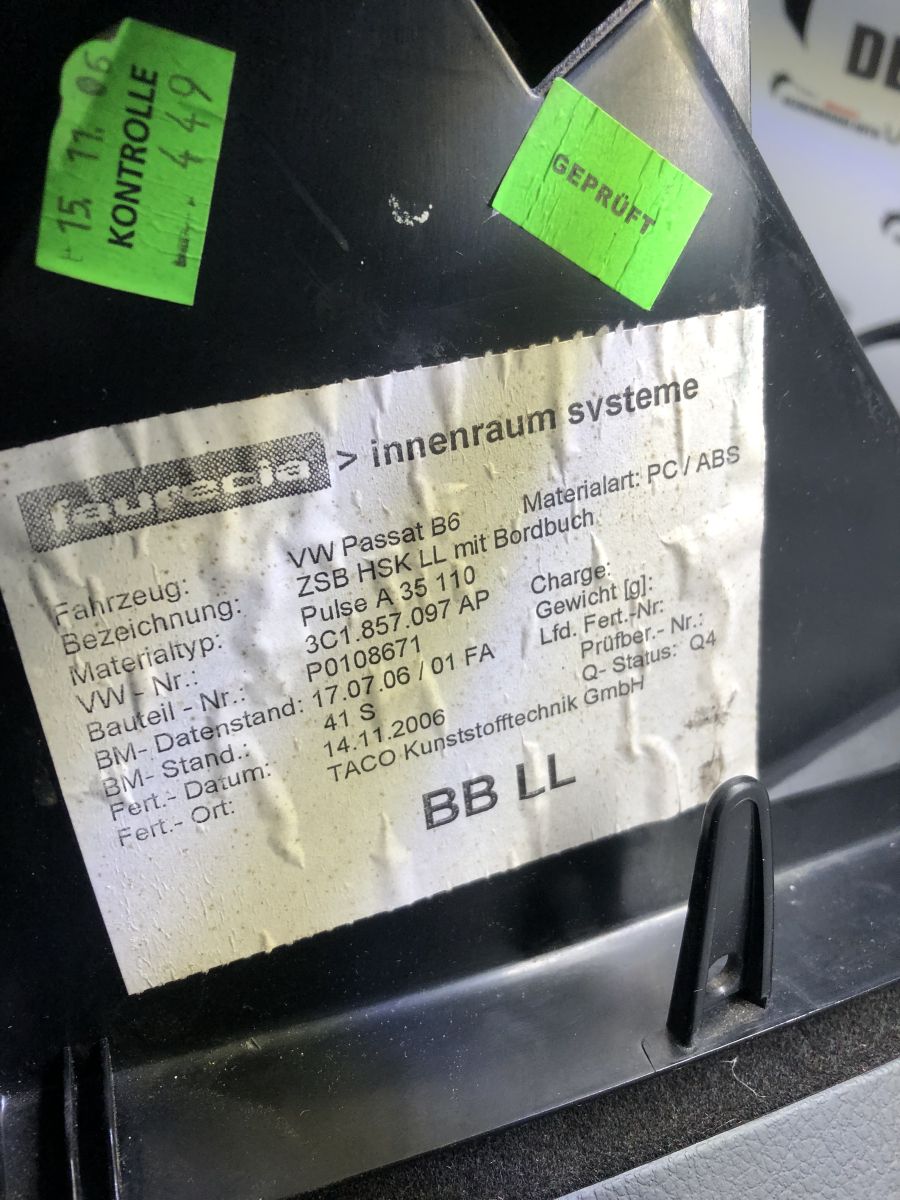 15. 11. 06
KONTROLLE
449
GEPRÜFT
faurecia > innenraum systeme
Fahrzeug: VW Passat B6 Materialart: PC / ABS
Bezeichnung: ZSB HSK LL mit Bordbuch
Materialtyp: Pulse A 35 110 Charge:
VW - Nr.: 3C1.857.097 AP Gewicht [g]:
Bauteil - Nr.: P0108671 Lfd. Fert.-Nr:
BM- Datenstand: 17.07.06 / 01 FA Prüfber.- Nr.:
BM- Stand.: 41 S Q- Status: Q4
Fert.- Datum: 14.11.2006
Fert.- Ort: TACO Kunststofftechnik GmbH
BB LL